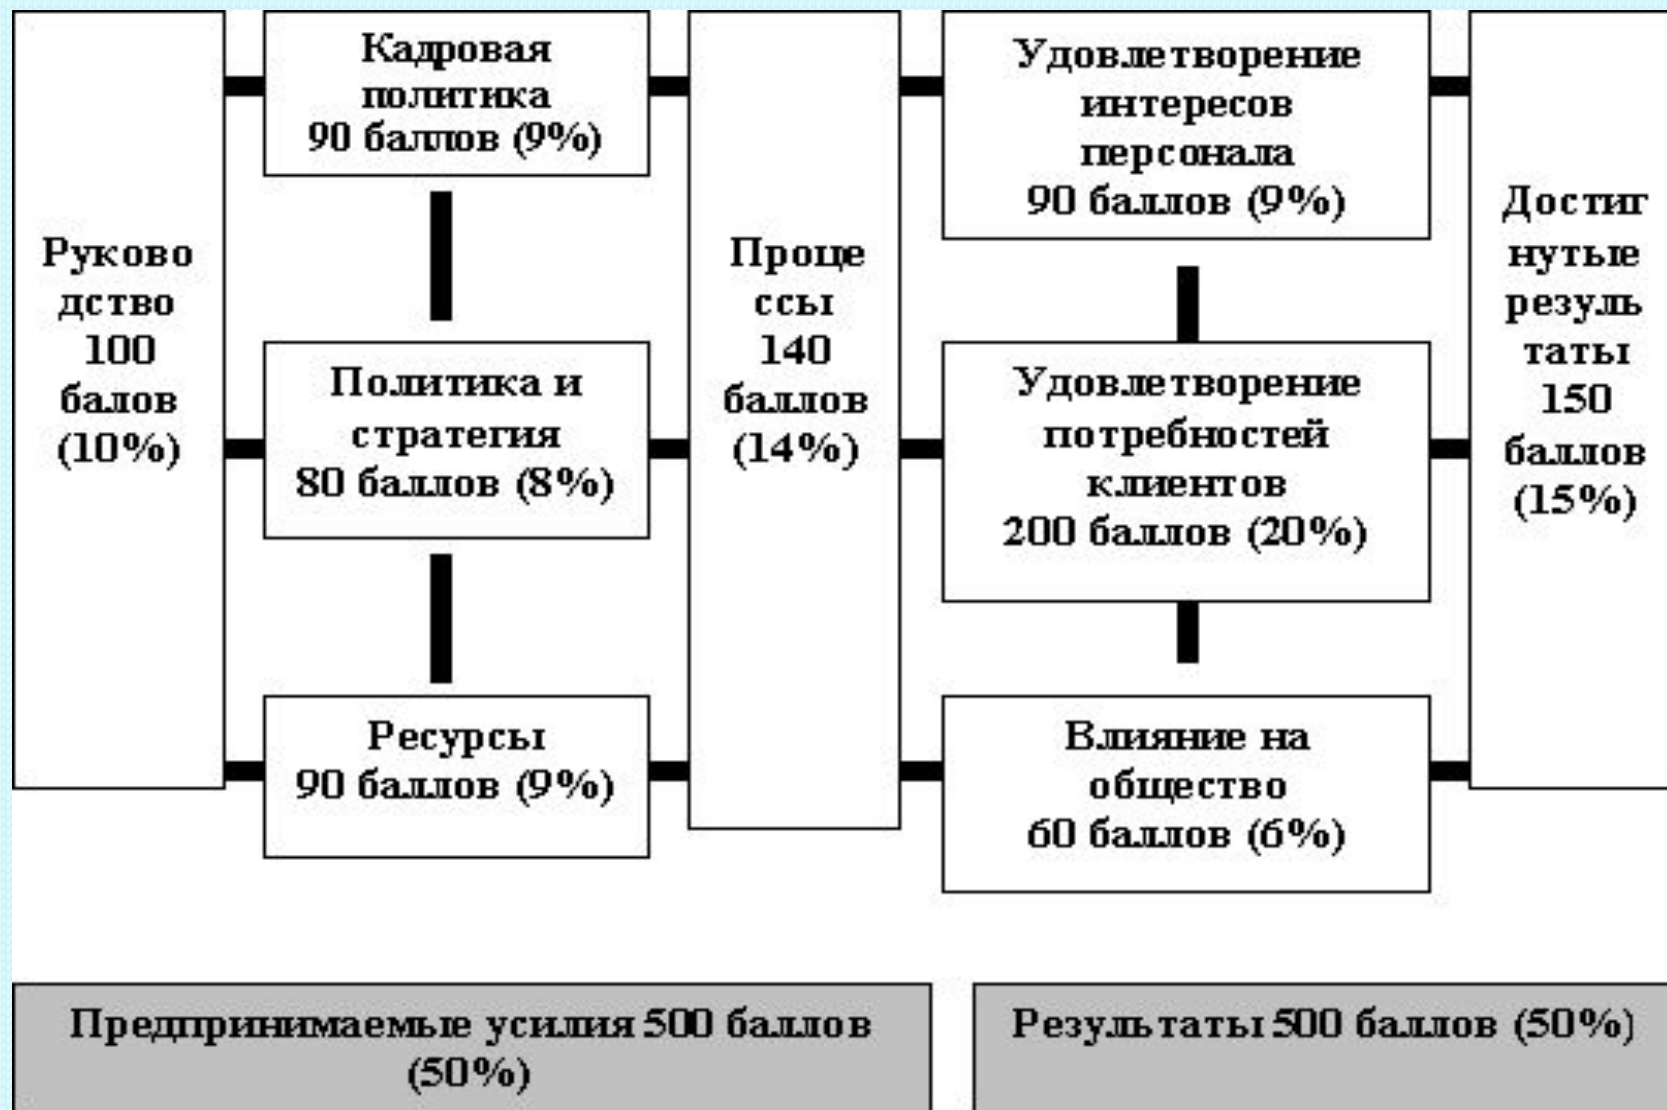 Руково
дство
100
балов
(10%)
Кадровая
политика
90 баллов (9%)
Политика и
стратегия
80 баллов (8%)
Ресурсы
90 баллов (9%)
Проце
ссы
140
баллов
(14%)
Удовлетворение
интересов
персонала
90 баллов (9%)
Удовлетворение
потребностей
клиентов
200 баллов (20%)
Влияние на
общество
60 баллов (6%)
Достиг
нутые
резуль
таты
150
баллов
(15%)
Предпринимаемые усилия 500 баллов
(50%)
Результаты 500 баллов (50%)